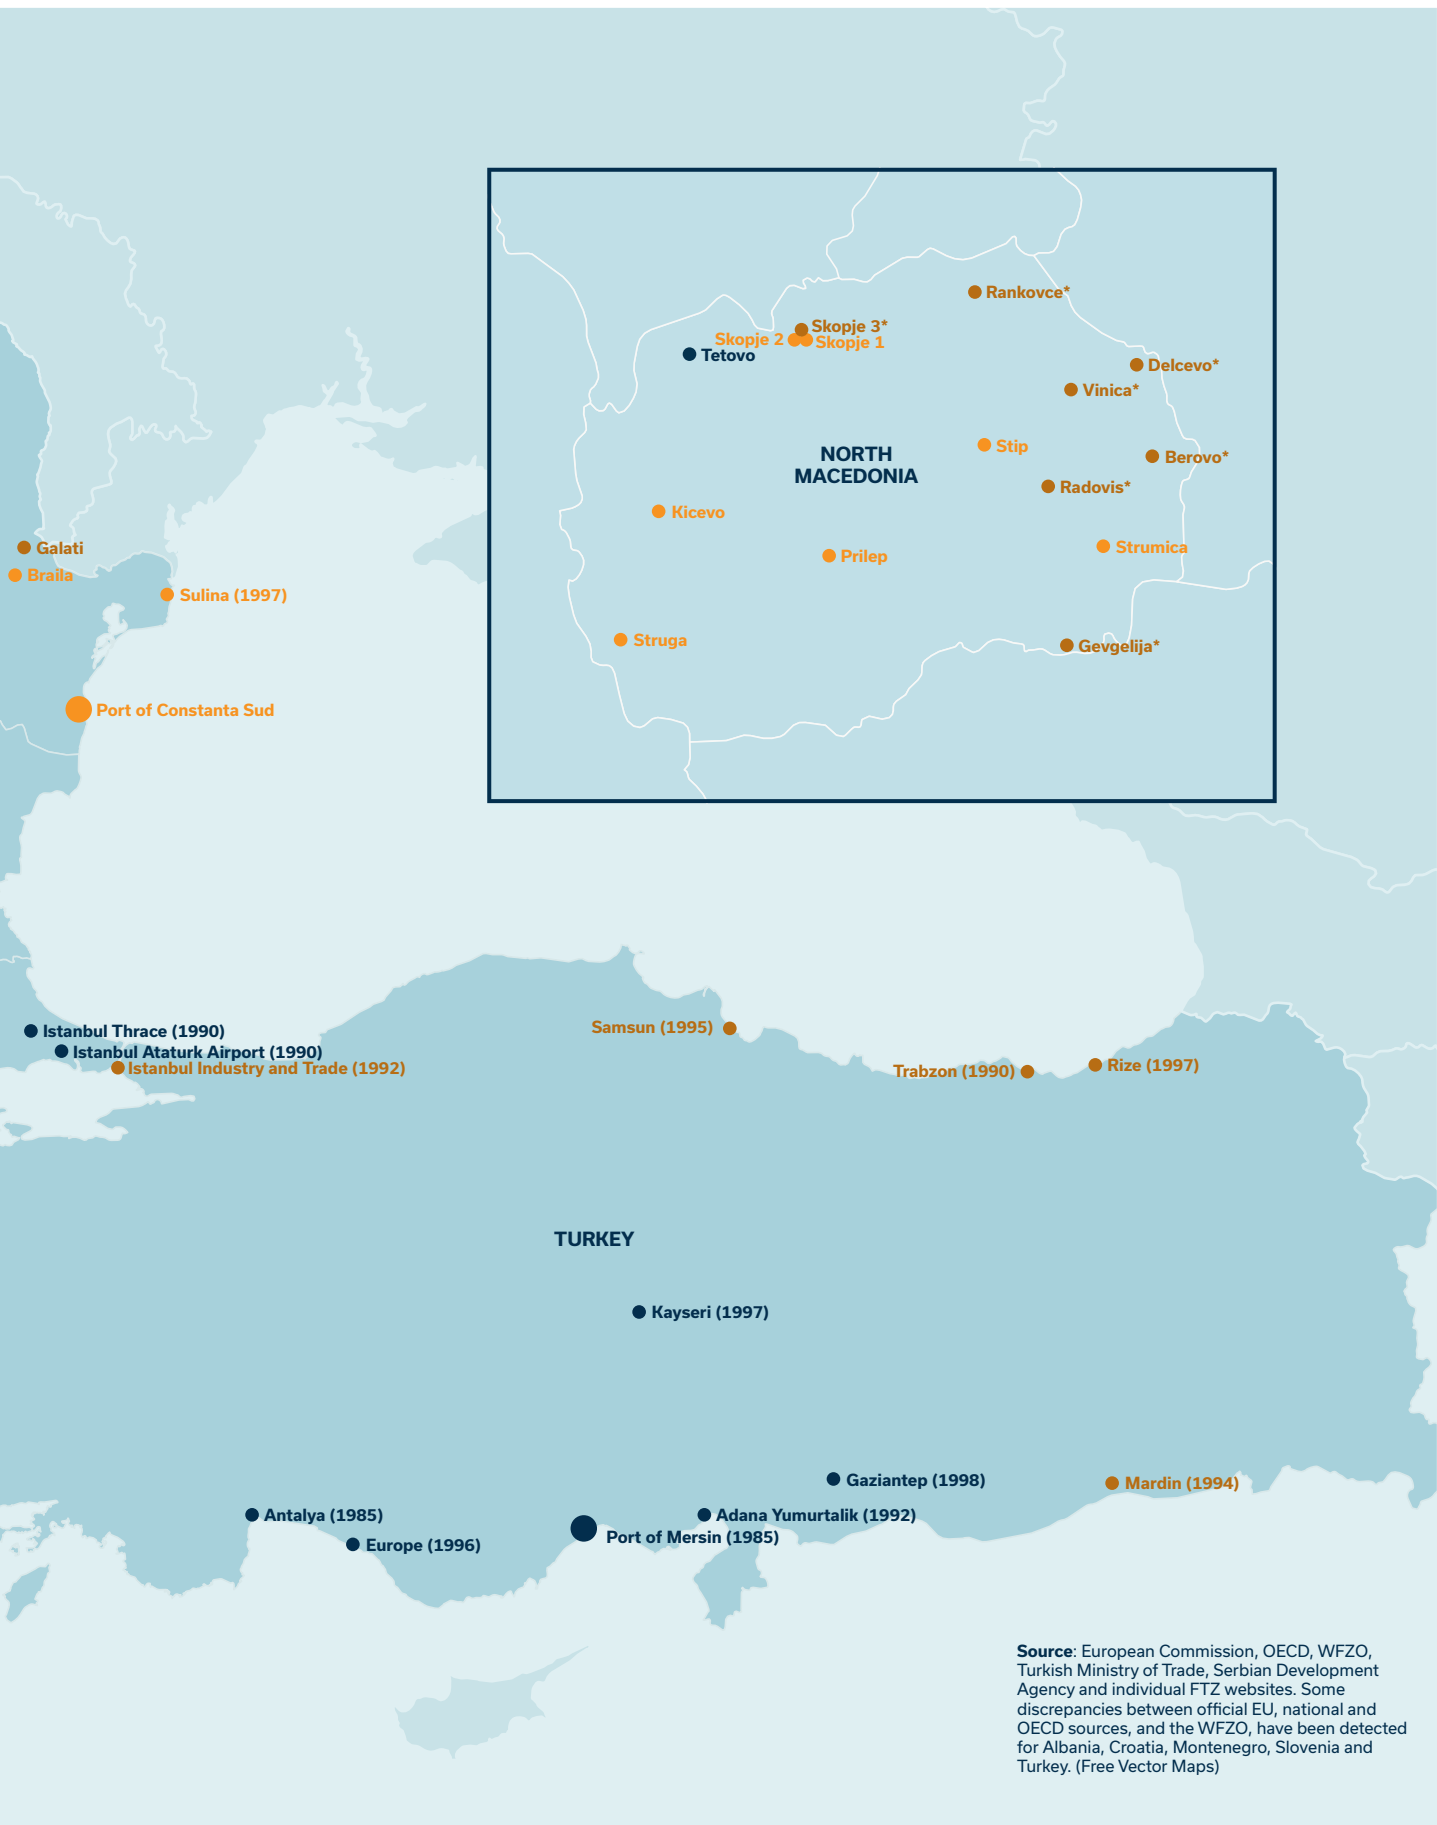 Rankovce*
Skopje 3*
Skopje 2
Skopje 1
Tetovo
Delcevo*
Vinica*
Stip
NORTH
MACEDONIA
Berovo*
Radovis*
Kicevo
Prilep
Strumica
Struga
Gevgelija*
Galati
Braila
Sulina (1997)
Port of Constanta Sud
Istanbul Thrace (1990)
Istanbul Ataturk Airport (1990)
Istanbul Industry and Trade (1992)
Samsun (1995)
Trabzon (1990)
Rize (1997)
TURKEY
Kayseri (1997)
Gaziantep (1998)
Mardin (1994)
Antalya (1985)
Adana Yumurtalik (1992)
Port of Mersin (1985)
Europe (1996)
Source: European Commission, OECD, WFZO,
Turkish Ministry of Trade, Serbian Development
Agency and individual FTZ websites. Some
discrepancies between official EU, national and
OECD sources, and the WFZO, have been detected
for Albania, Croatia, Montenegro, Slovenia and
Turkey. (Free Vector Maps)